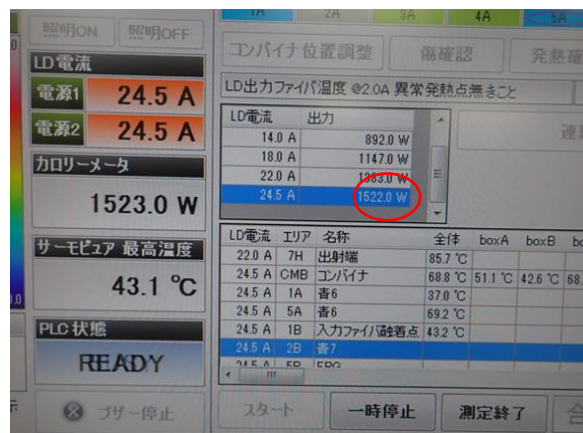 1A 2A 3A 4A 5A
照明ON 照明OFF
コンバイナ位置調整 傷確認 発熱確
LD電流
LD出力ファイバ温度 @2.0A 異常発熱点無きこと
電源1 24.5 A
電源2 24.5 A
LD電流 出力
14.0 A 892.0 W
18.0 A 1147.0 W
22.0 A 1383.0 W
24.5 A 1522.0 W
カロリーメータ
1523.0 W
LD電流 エリア 名称 全体 boxA boxB
22.0 A 7H 出射端 85.7 ℃
24.5 A CMB コンバイナ 68.8 ℃ 51.1 ℃ 42.6 ℃ 68.
24.5 A 1A 青6 37.0 ℃
24.5 A 5A 青6 69.2 ℃
24.5 A 1B 入力ファイバ融着点 43.2 ℃
24.5 A 2B 青7
サーモピュア 最高温度
43.1 ℃
PLC状態
READY
ブザー停止
スタート 一時停止 測定終了